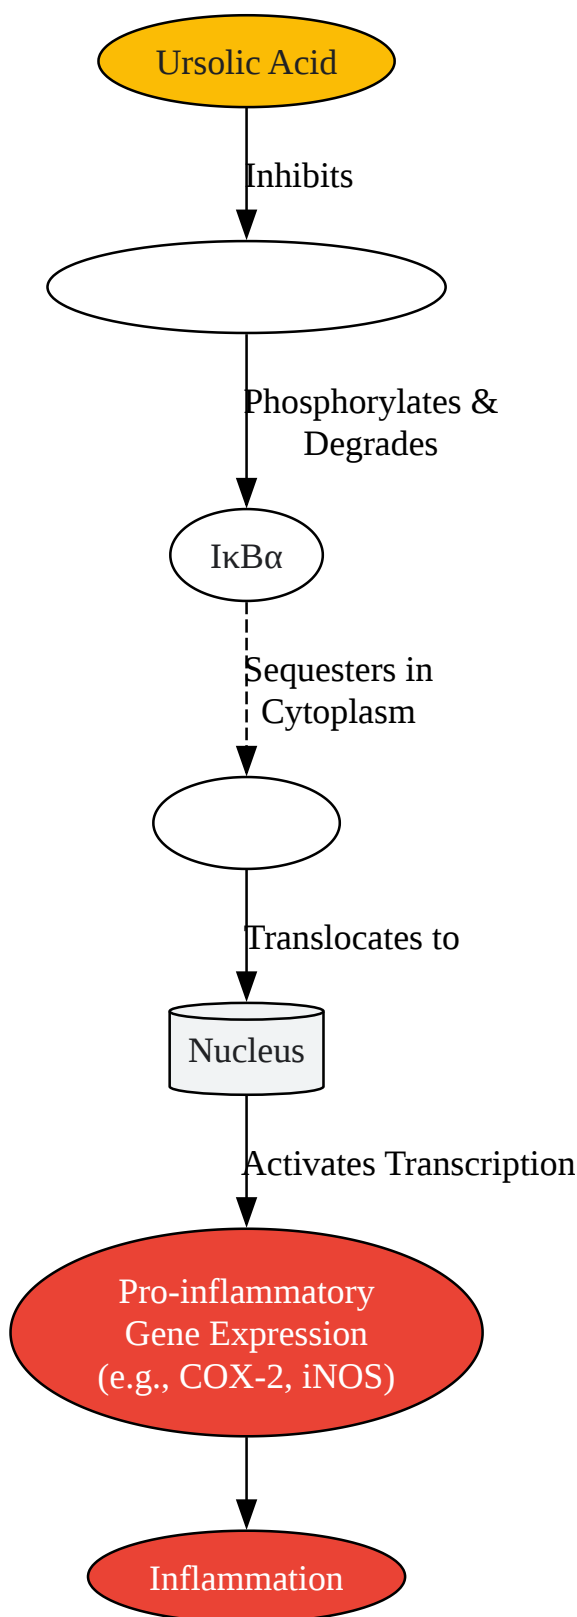 Ursolic Acid
Inhibits
Phosphorylates &
Degrades
IκBα
Sequesters in
Cytoplasm
Translocates to
Nucleus
Activates Transcription
Pro-inflammatory
Gene Expression
(e.g., COX-2, iNOS)
Inflammation